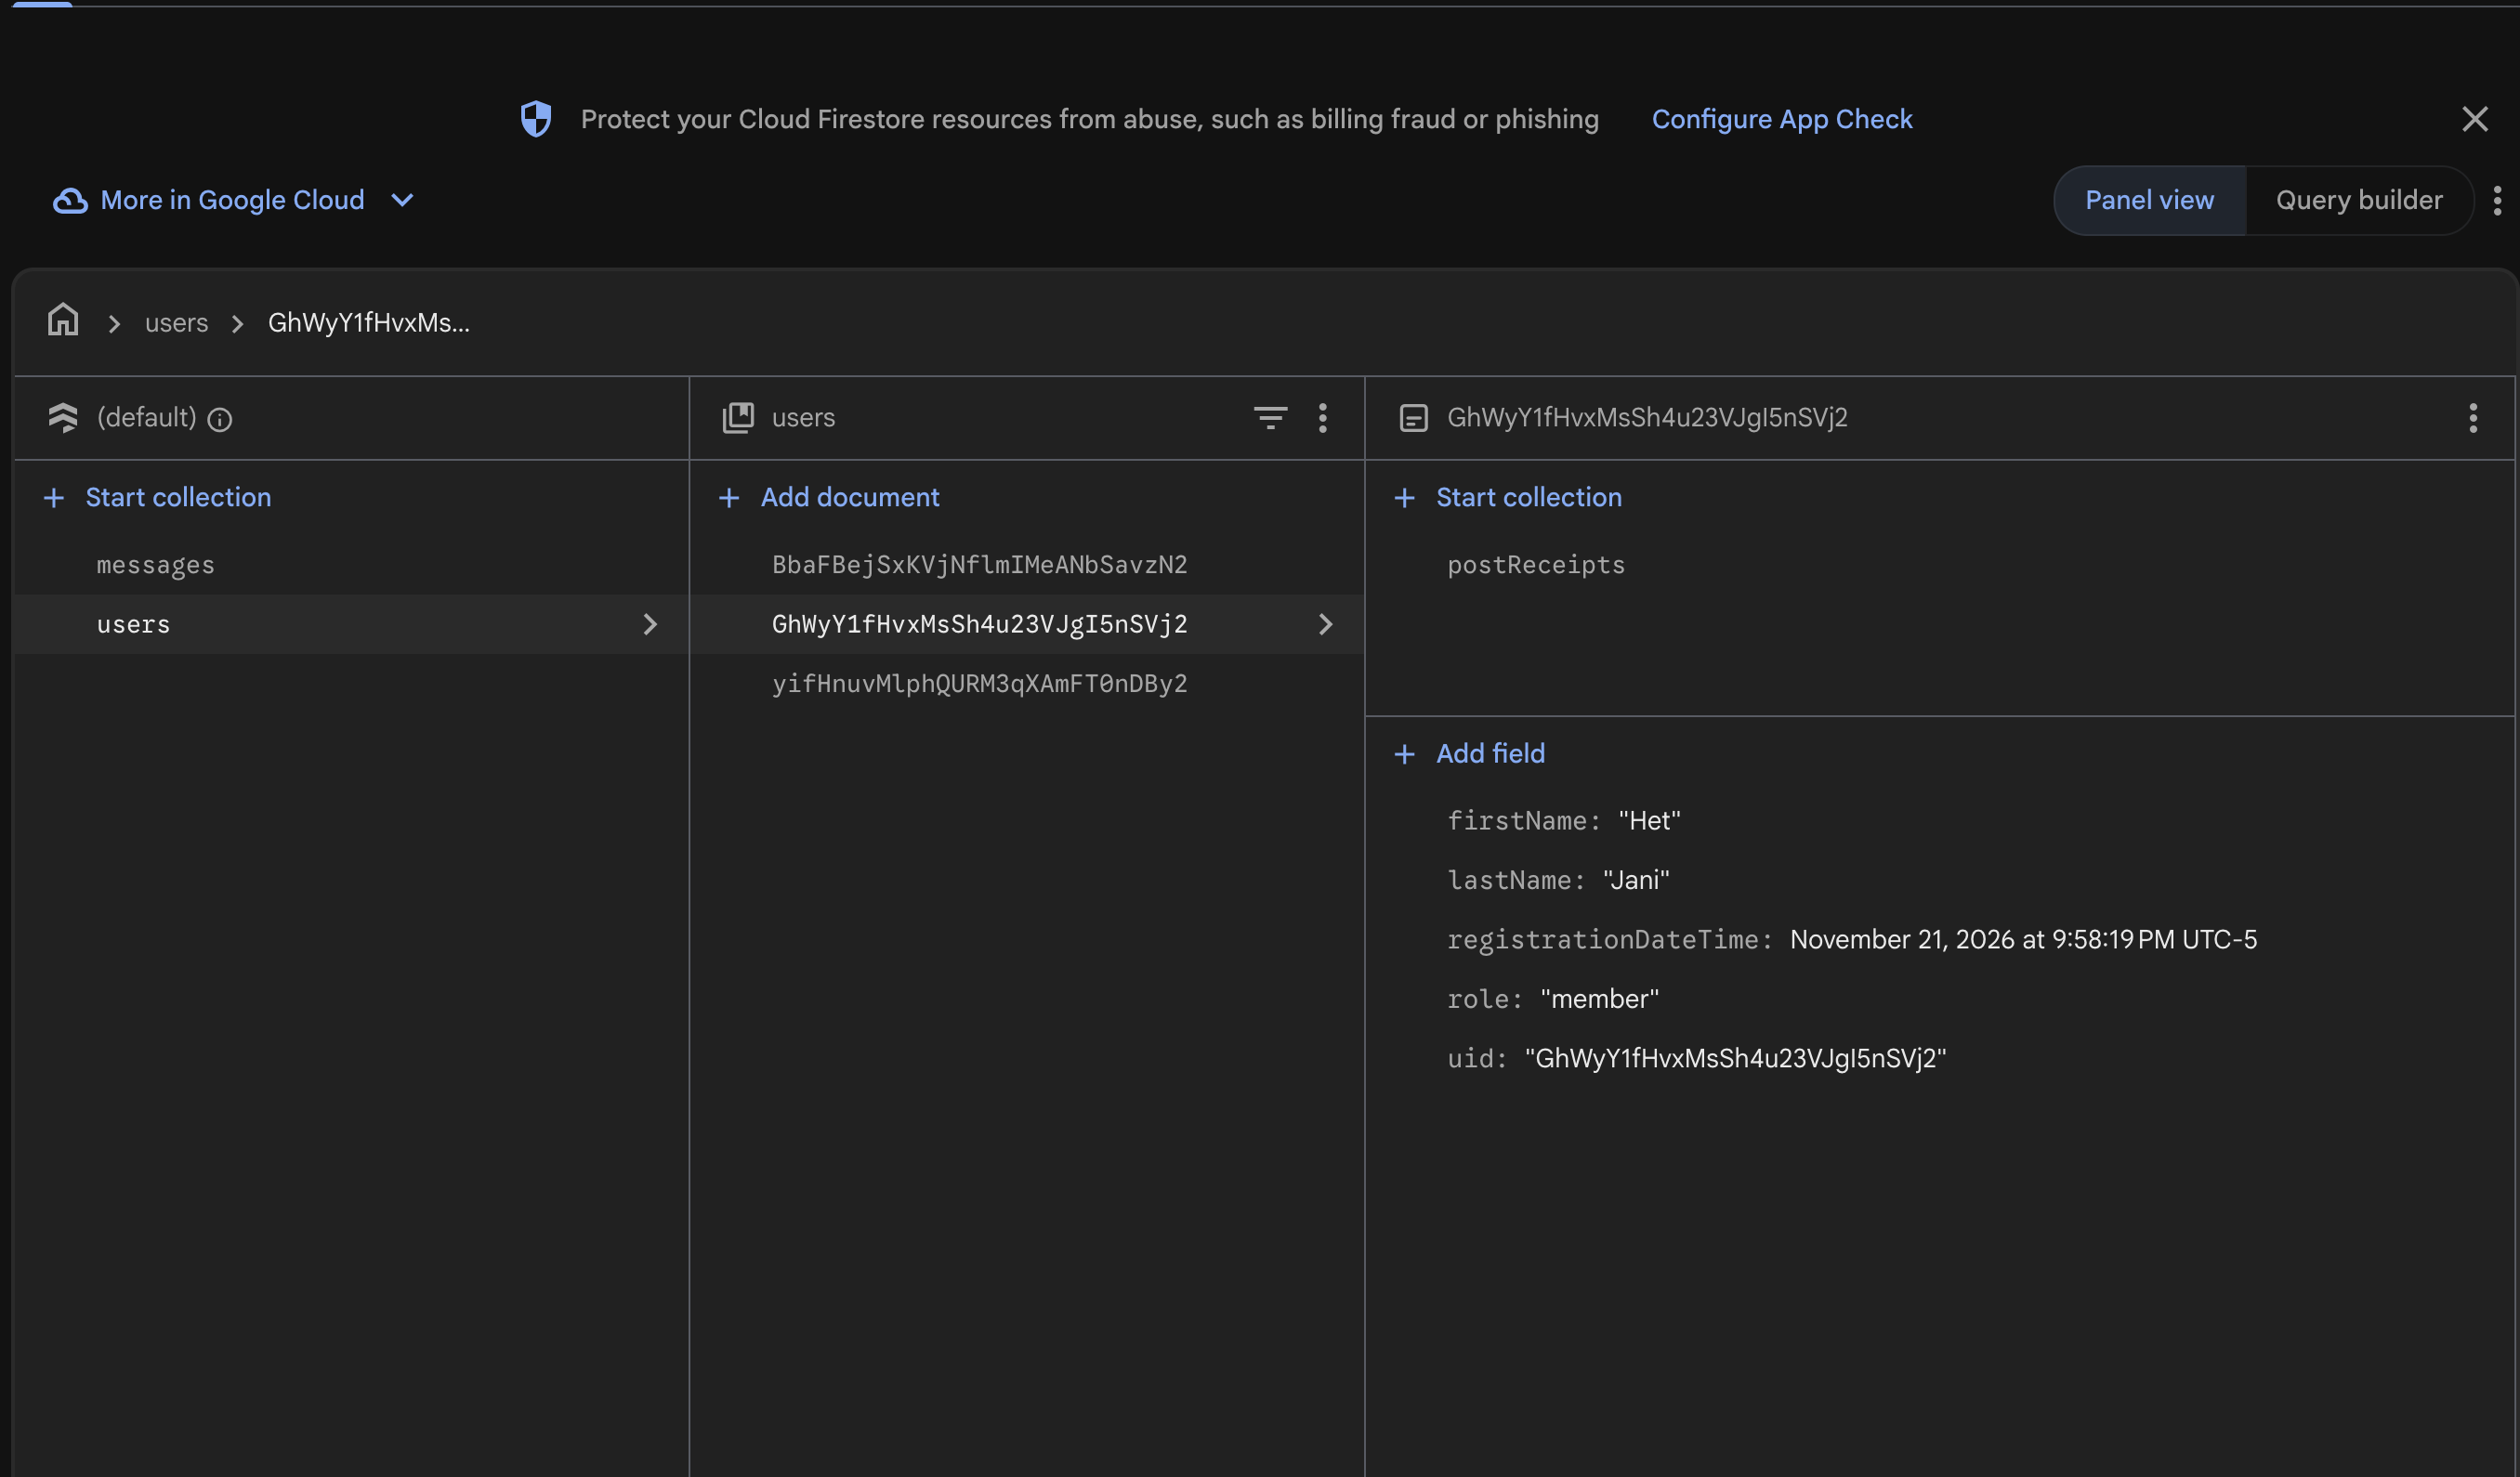 Protect your Cloud Firestore resources from abuse, such as billing fraud or phishing Configure App Check
More in Google Cloud
Panel view Query builder
users GhWyY1fHvxMs...
(default)
Start collection
messages
users
users
Add document
BbaFBejSxKVjNflmIMeANbSavzN2
GhWyY1fHvxMsSh4u23VJgI5nSVj2
yifHnuvMlphQURM3qXAmFT0nDBy2
GhWyY1fHvxMsSh4u23VJgI5nSVj2
Start collection
postReceipts
Add field
firstName: "Het"
lastName: "Jani"
registrationDateTime: November 21, 2026 at 9:58:19 PM UTC-5
role: "member"
uid: "GhWyY1fHvxMsSh4u23VJgI5nSVj2"